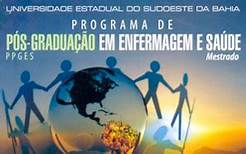 UNIVERSIDADE ESTADUAL DO SUDOESTE DA BAHIA
PROGRAMA DE
PÓS-GRADUAÇÃO EM ENFERMAGEM E SAÚDE
PPGES Mestrado